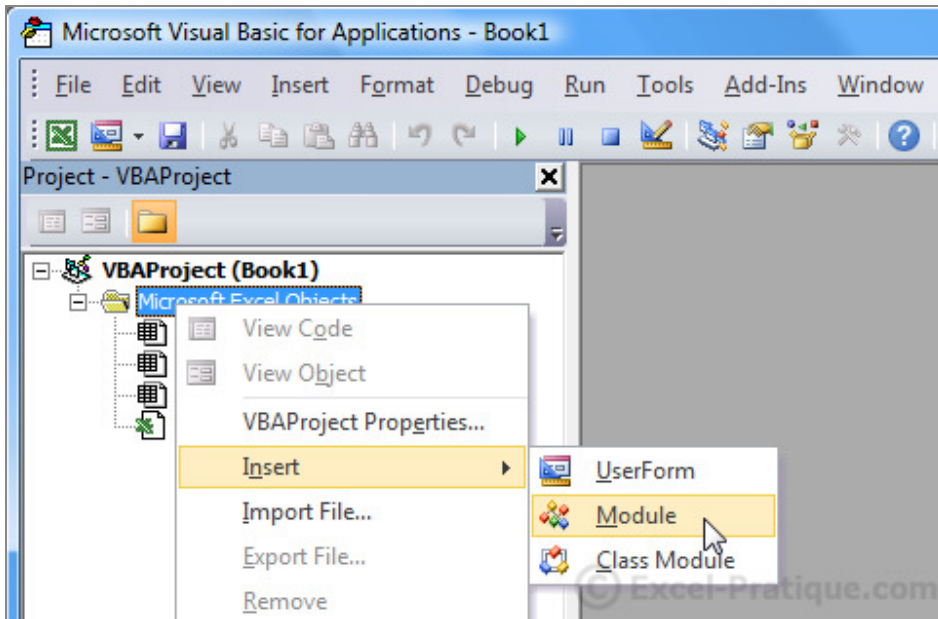 Microsoft Visual Basic for Applications - Book1
File Edit View Insert Format Debug Run Tools Add-Ins Window
Project - VBAProject
VBAProject (Book1)
Microsoft Excel Objects
View Code
View Object
VBAProject Properties...
Insert
UserForm
Import File...
Module
Export File...
Class Module
Remove
© Excel-Pratique.com